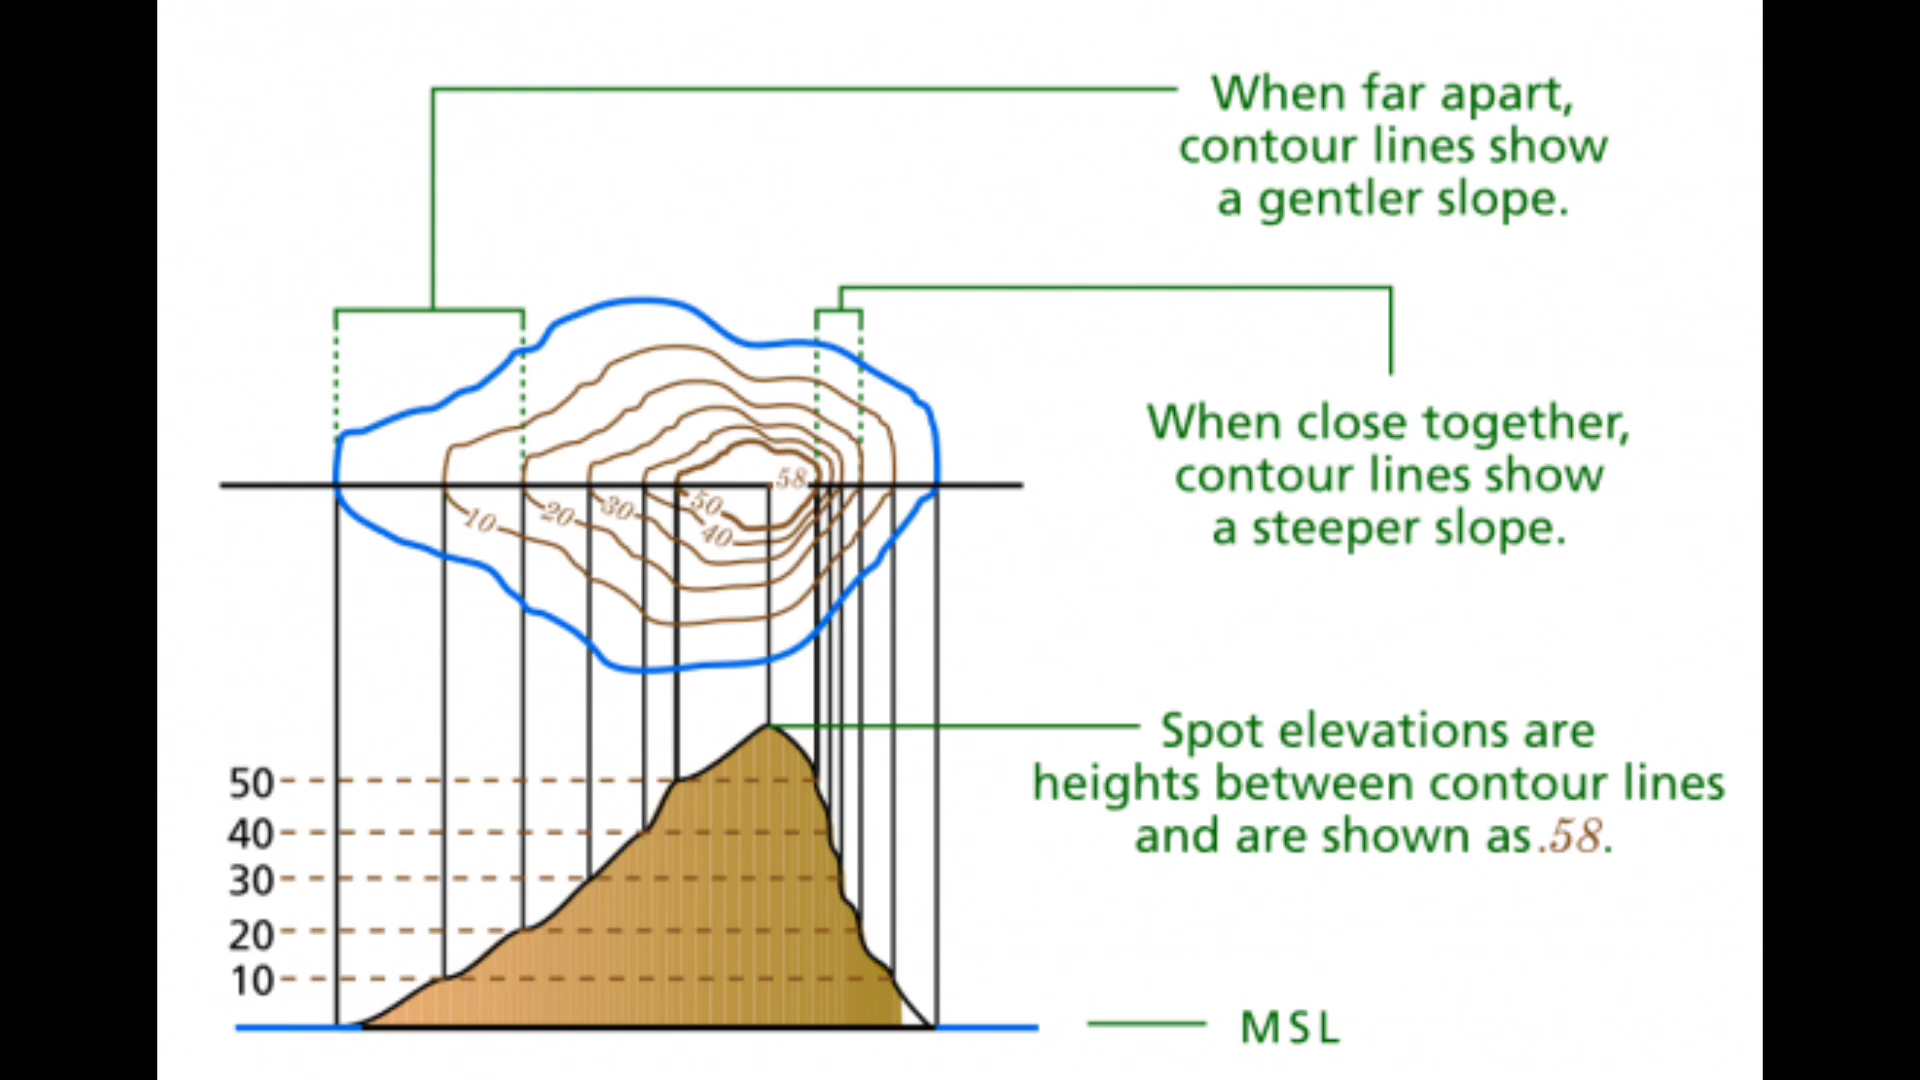 When far apart,
contour lines show
a gentler slope.
When close together,
contour lines show
a steeper slope.
58
50
10
20
30
40
Spot elevations are
heights between contour lines
and are shown as .58.
50
40
30
20
10
MSL